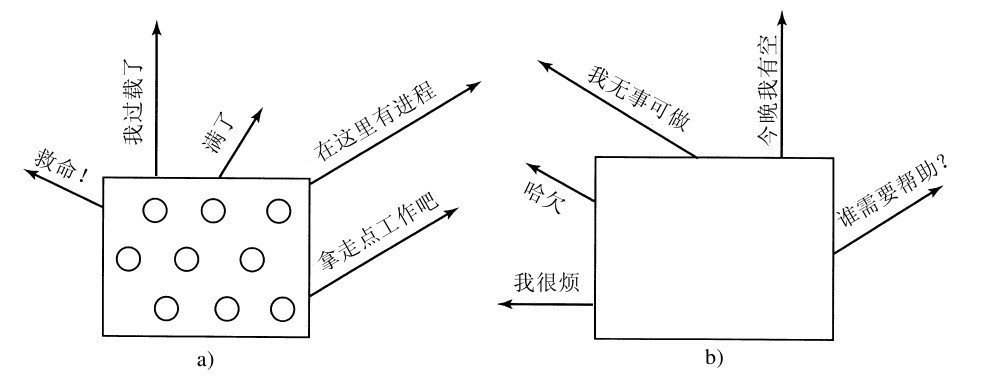 我过载了
满了
在这里有进程
救命！
拿走点工作吧
a)
我无事可做
今晚我有空
哈欠
谁需要帮助？
我很烦
b)